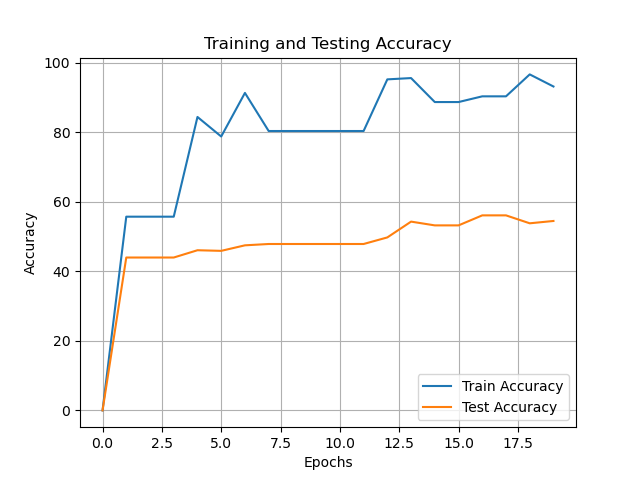 Training and Testing Accuracy
100
80
60
40
20
0
Accuracy
0.0 2.5 5.0 7.5 10.0 12.5 15.0 17.5
Epochs
Train Accuracy
Test Accuracy